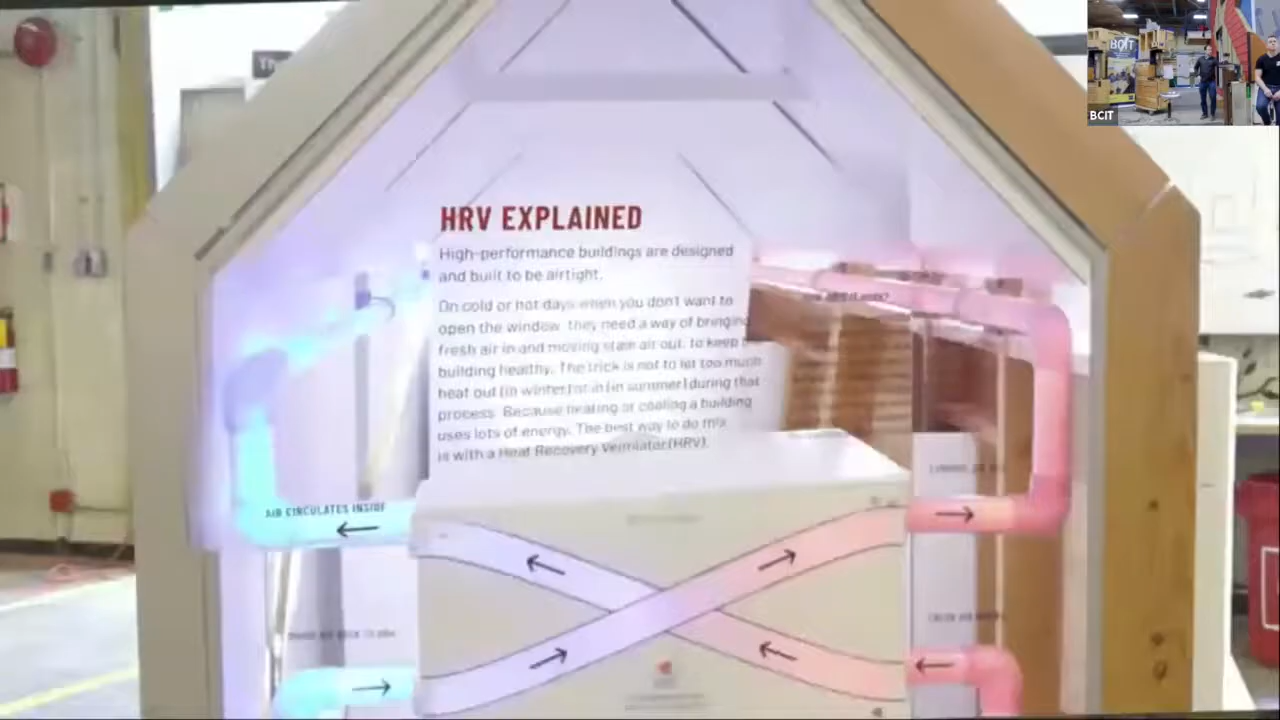 HRV EXPLAINED
High-performance buildings are designed
and built to be airtight.
On cold or hot days when you don't want to
open the window, they need a way of bringing
fresh air in and moving stale air out, to keep
building healthy. The trick is not to let too much
heat out (in winter) or in (in summer) during that
process. Because heating or cooling a building
uses lots of energy. The best way to do this
is with a Heat Recovery Ventilator (HRV).
AIR CIRCULATES INSIDE
BCIT
BCIT